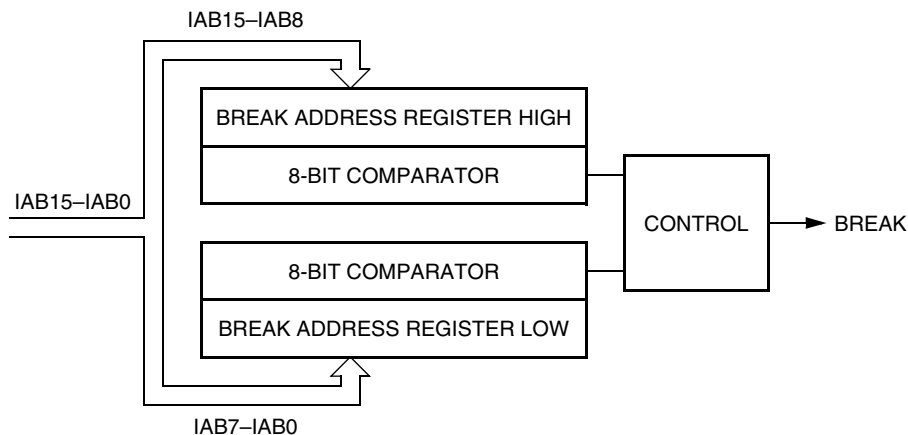 IAB15–IAB8
BREAK ADDRESS REGISTER HIGH
8-BIT COMPARATOR
IAB15–IAB0
CONTROL
BREAK
8-BIT COMPARATOR
BREAK ADDRESS REGISTER LOW
IAB7–IAB0